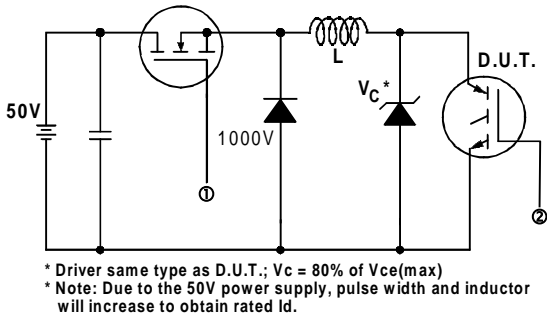 L
D.U.T.
V C *
50V
1000V
①
②
* Driver same type as D.U.T.; Vc = 80% of Vce(max)
* Note: Due to the 50V power supply, pulse width and inductor
will increase to obtain rated Id.